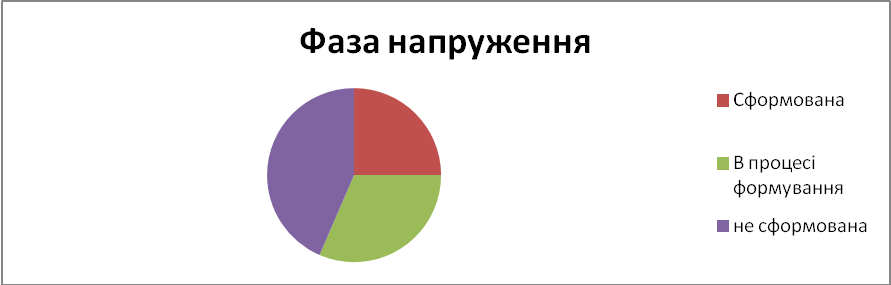 Фаза напруження
Сформована
В процесі
формування
не сформована